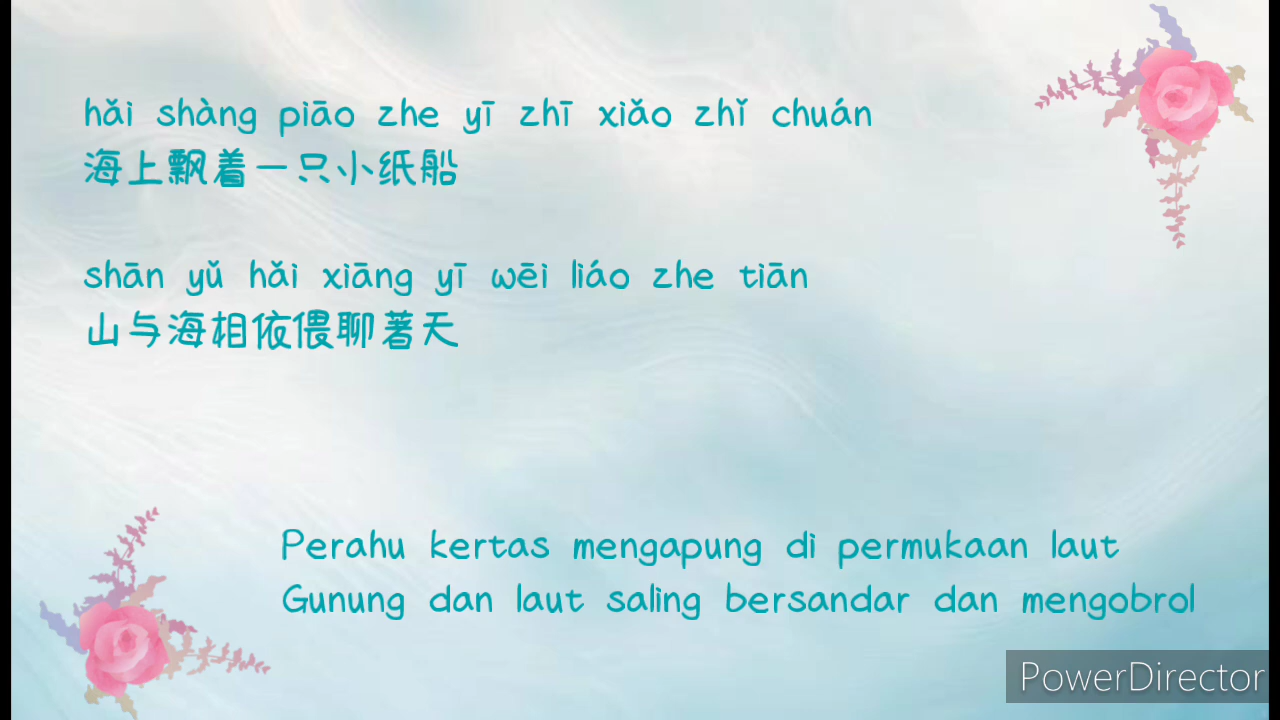 hǎi shàng piāo zhe yī zhī xiǎo zhǐ chuán
海上飘着一只小纸船
shān yǔ hǎi xiāng yī wēi liáo zhe tiān
山与海相依偎聊著天
Perahu kertas mengapung di permukaan laut
Gunung dan laut saling bersandar dan mengobrol
PowerDirector